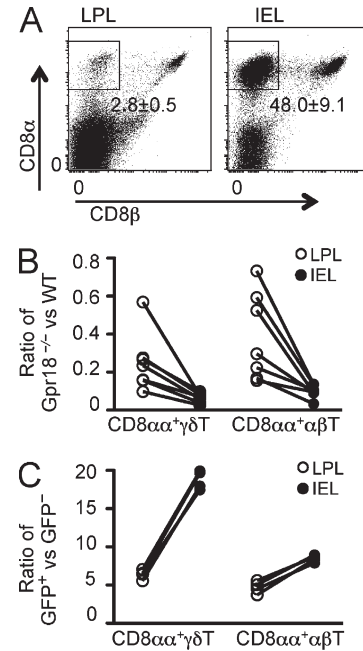 A
LPL
IEL
CD8α
2.8±0.5
48.0±9.1
0
0
0
CD8β
B
Ratio of
Gpr18⁻/⁻ vs WT
0.8
0.6
0.4
0.2
0
LPL
IEL
CD8αα⁺γδT
CD8αα⁺αβT
C
Ratio of
GFP⁺ vs GFP⁻
20
15
10
5
0
LPL
IEL
CD8αα⁺γδT
CD8αα⁺αβT